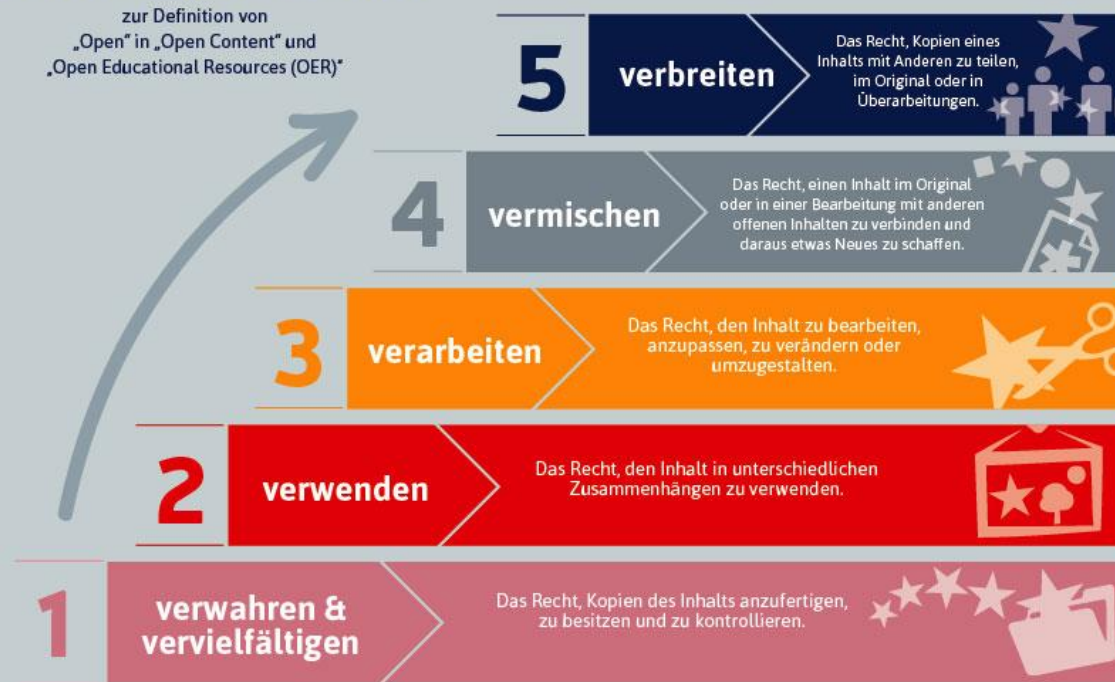 zur Definition von
„Open“ in „Open Content“ und
„Open Educational Resources (OER)“
5
verbreiten
Das Recht, Kopien eines
Inhalts mit Anderen zu teilen,
im Original oder in
Überarbeitungen.
4
vermischen
Das Recht, einen Inhalt im Original
oder in einer Bearbeitung mit anderen
offenen Inhalten zu verbinden und
daraus etwas Neues zu schaffen.
3
verarbeiten
Das Recht, den Inhalt zu bearbeiten,
anzupassen, zu verändern oder
umzugestalten.
2
verwenden
Das Recht, den Inhalt in unterschiedlichen
Zusammenhängen zu verwenden.
1
verwahren &
vervielfältigen
Das Recht, Kopien des Inhalts anzufertigen,
zu besitzen und zu kontrollieren.